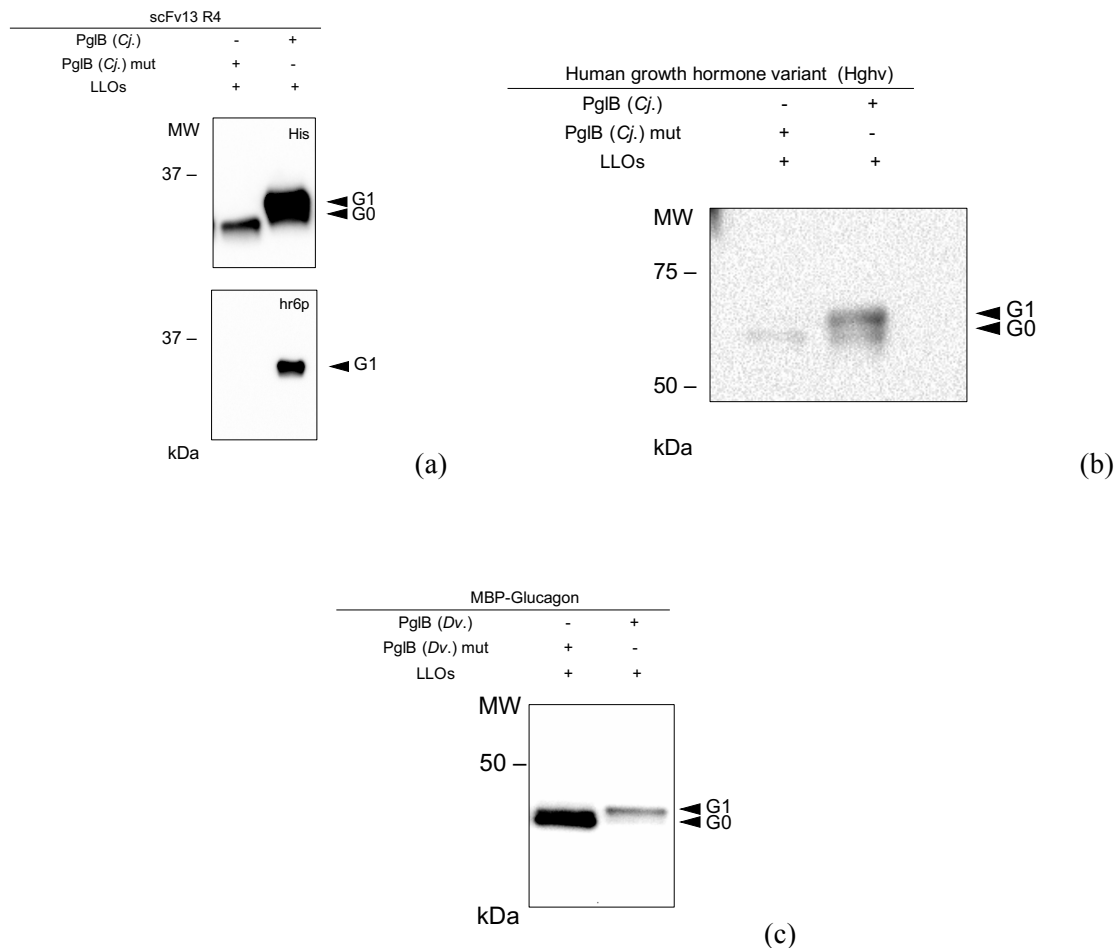 scFv13 R4
PglB (Cj.) - +
PglB (Cj.) mut + -
LLOs + +
MW His
37 –
G1
G0
hr6p
37 –
G1
kDa
(a)
Human growth hormone variant (Hghv)
PglB (Cj.) - +
PglB (Cj.) mut + -
LLOs + +
MW
75 –
G1
G0
50 –
kDa
(b)
MBP-Glucagon
PglB (Dv.) - +
PglB (Dv.) mut + -
LLOs + +
MW
50 –
G1
G0
kDa
(c)